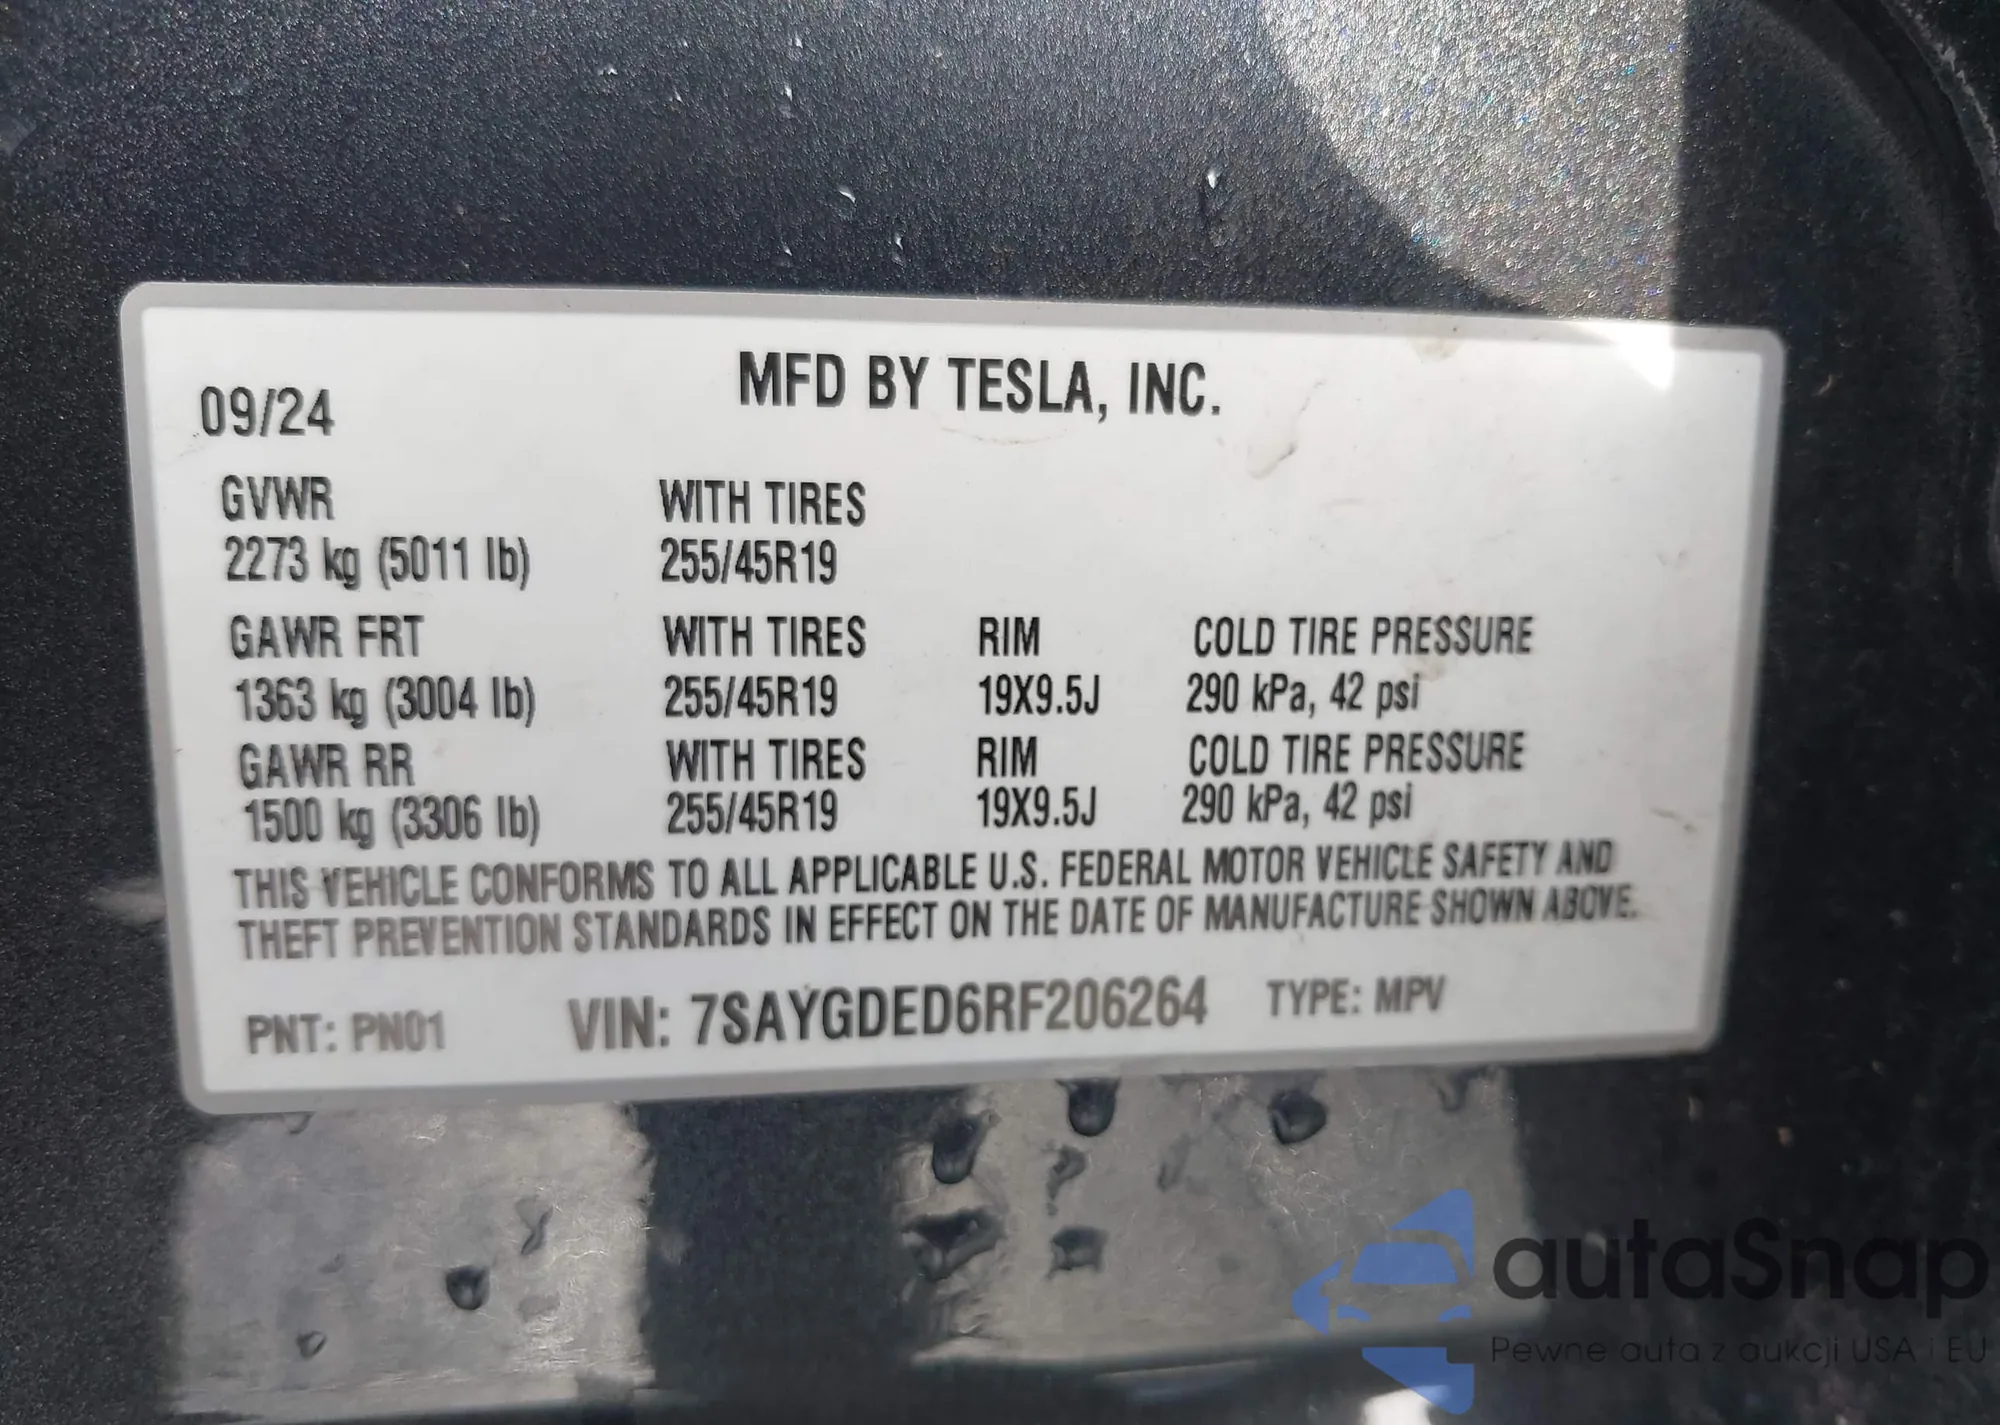 MFD BY TESLA, INC.
09/24
GVWR WITH TIRES
2273 kg (5011 lb) 255/45R19
GAWR FRT WITH TIRES RIM COLD TIRE PRESSURE
1363 kg (3004 lb) 255/45R19 19X9.5J 290 kPa, 42 psi
GAWR RR WITH TIRES RIM COLD TIRE PRESSURE
1500 kg (3306 lb) 255/45R19 19X9.5J 290 kPa, 42 psi
THIS VEHICLE CONFORMS TO ALL APPLICABLE U.S. FEDERAL MOTOR VEHICLE SAFETY AND
THEFT PREVENTION STANDARDS IN EFFECT ON THE DATE OF MANUFACTURE SHOWN ABOVE.
PNT: PN01 VIN: 7SAYGDED6RF206264 TYPE: MPV
autaSnap
Pewne auta z aukcji USA i EU